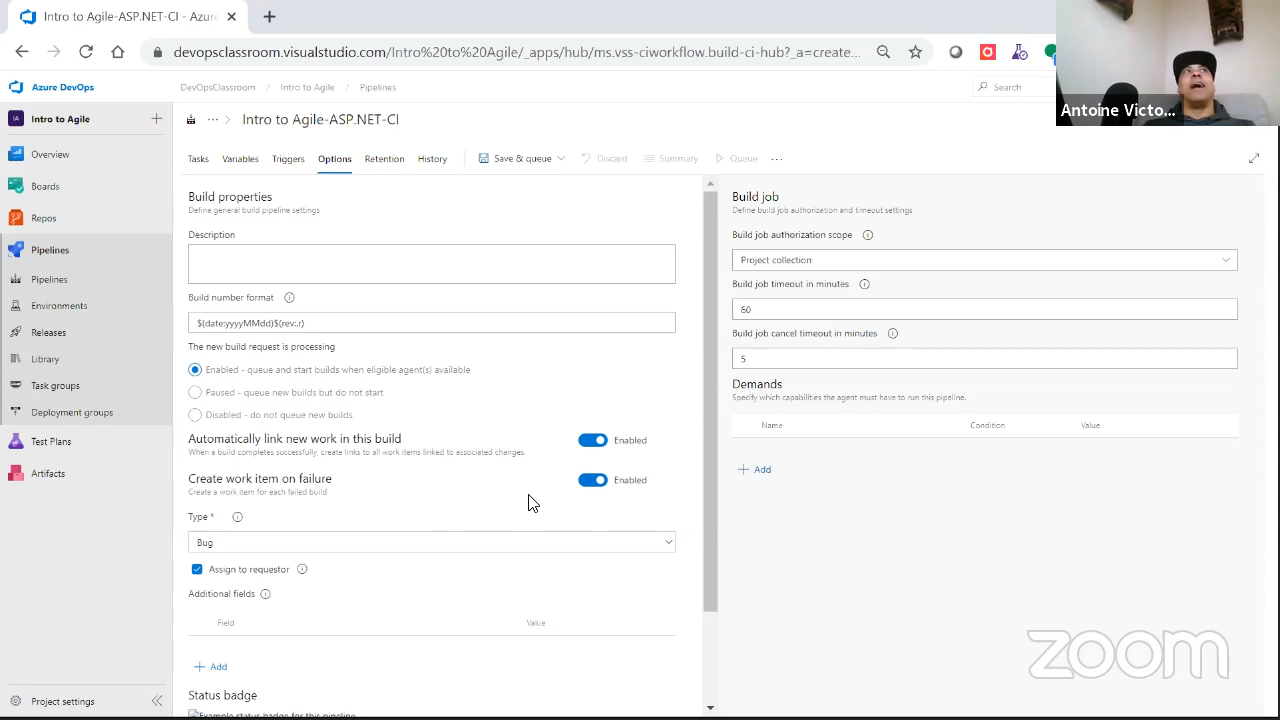 Intro to Agile-ASP.NET-CI - Azur
devopsclassroom.visualstudio.com/Intro%20to%20Agile/_apps/hub/ms.vss-ciworkflow.build-ci-hub?_a=create...
Antoine Victo...
Azure DevOps
DevOpsClassroom / Intro to Agile / Pipelines
Search
IA Intro to Agile
Intro to Agile-ASP.NET-CI
Overview
Boards
Repos
Pipelines
Pipelines
Environments
Releases
Library
Task groups
Deployment groups
Test Plans
Artifacts
Project settings
Tasks Variables Triggers Options Retention History Save & queue Discard Summary Queue ...
Build properties
Define general build pipeline settings
Description
Build number format
$(date:yyyyMMdd)$(rev:.r)
The new build request is processing
Enabled - queue and start builds when eligible agent(s) available
Paused - queue new builds but do not start
Disabled - do not queue new builds
Automatically link new work in this build
Enabled
When a build completes successfully, create links to all work items linked to associated changes
Create work item on failure
Enabled
Create a work item for each failed build
Type *
Bug
Assign to requestor
Additional fields
Field Value
Add
Status badge
Example status badge for this pipeline
Build job
Define build job authorization and timeout settings
Build job authorization scope
Project collection
Build job timeout in minutes
60
Build job cancel timeout in minutes
5
Demands
Specify which capabilities the agent must have to run this pipeline.
Name Condition Value
Add
zoom